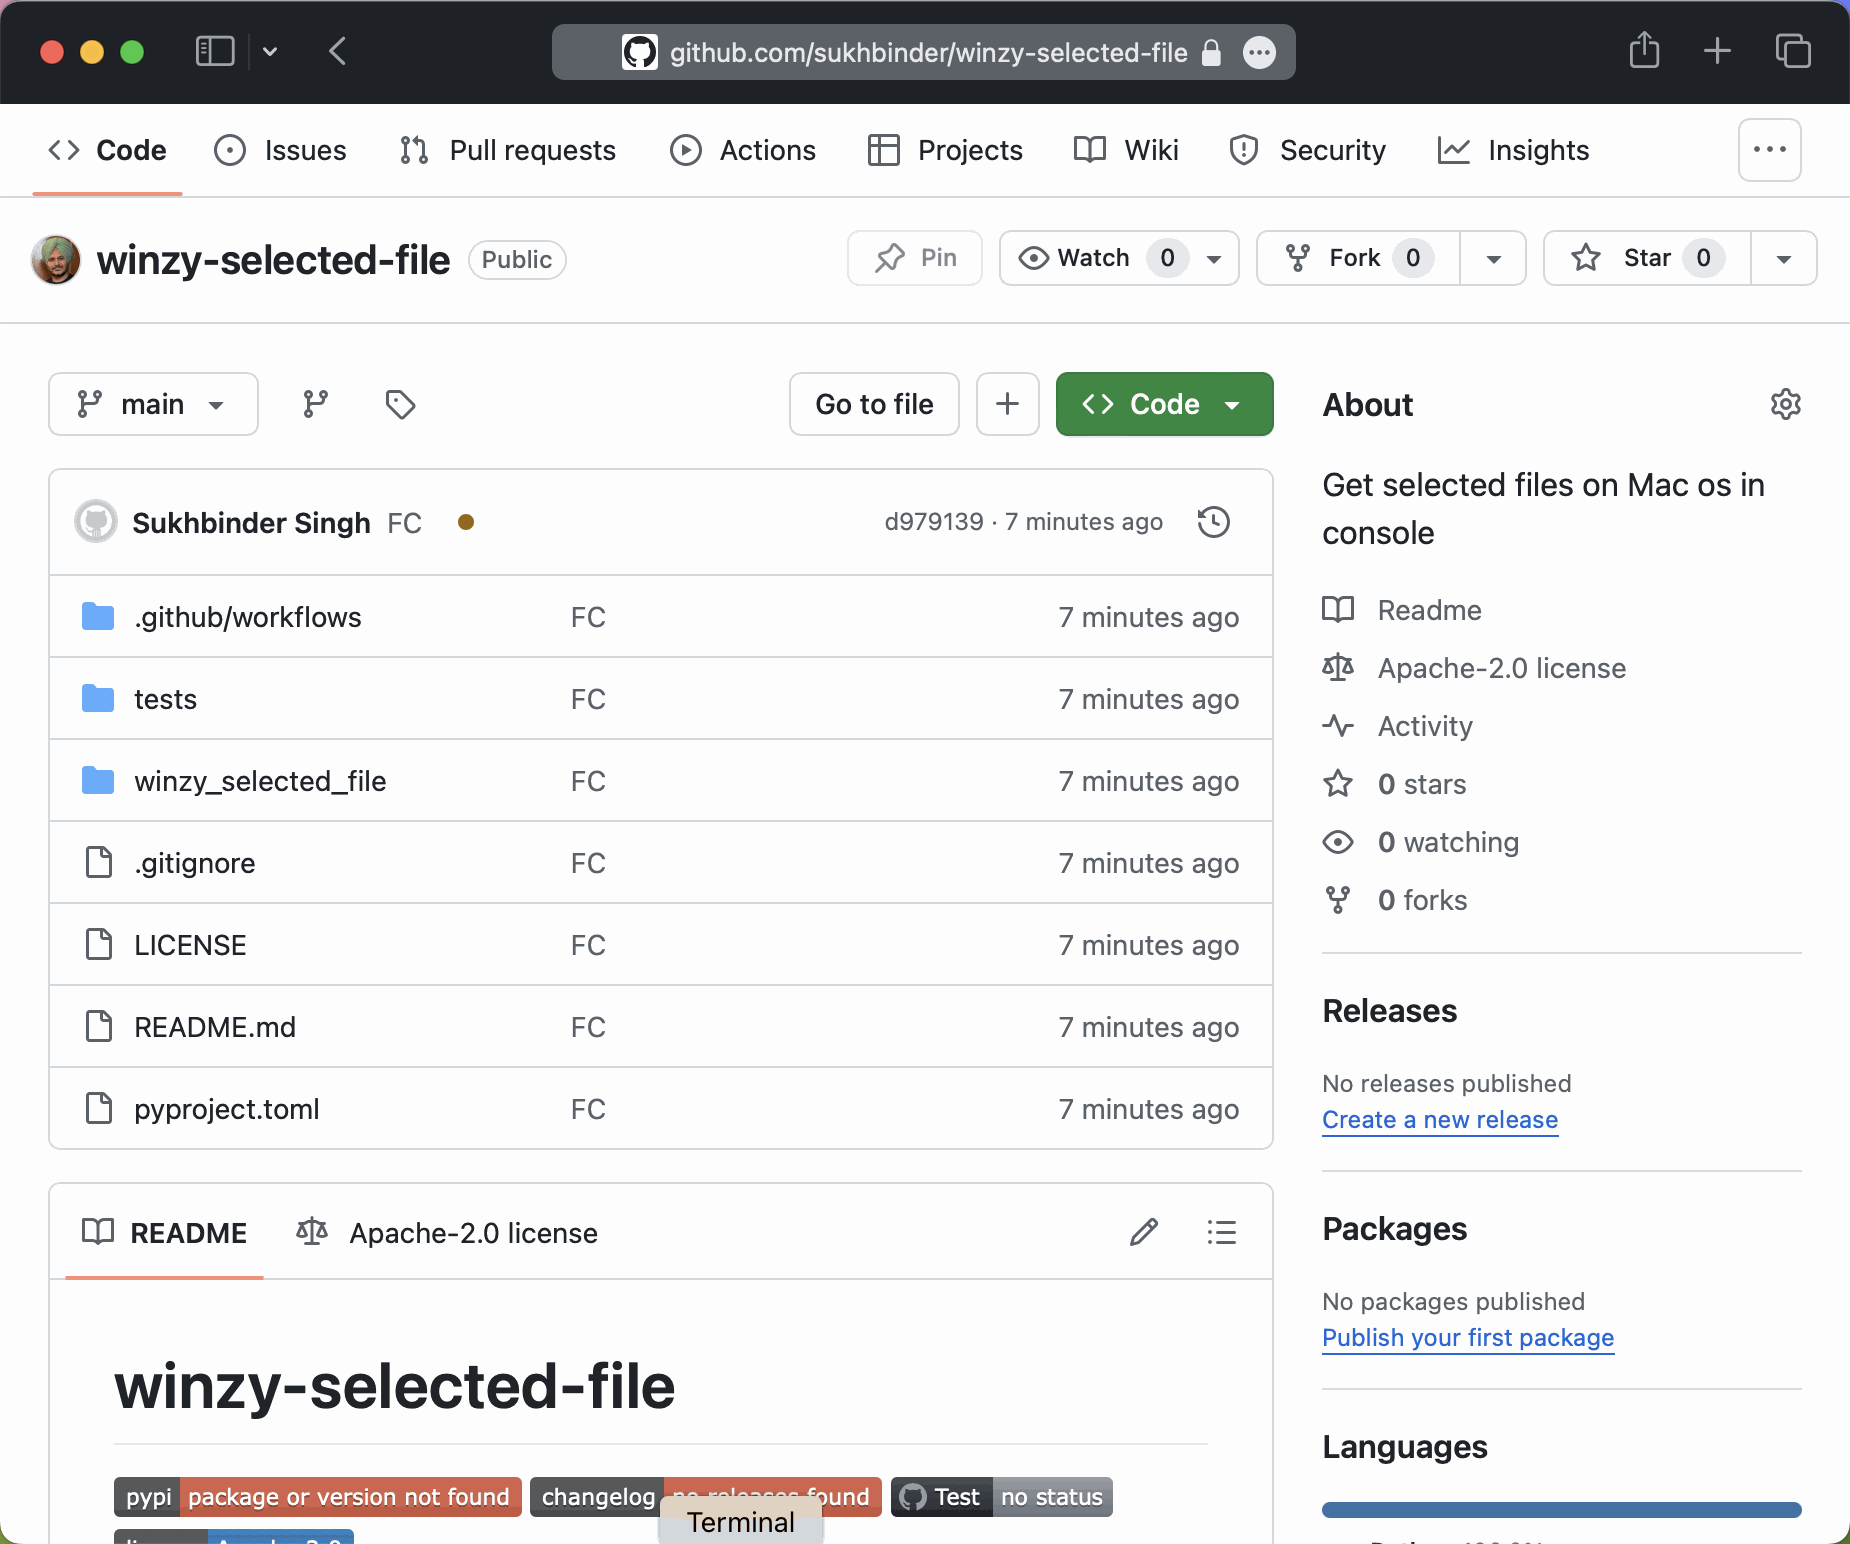 github.com/sukhbinder/winzy-selected-file
Code Issues Pull requests Actions Projects Wiki Security Insights
winzy-selected-file Public Pin Watch 0 Fork 0 Star 0
main Go to file + Code
Sukhbinder Singh FC d979139 · 7 minutes ago
.github/workflows FC 7 minutes ago
tests FC 7 minutes ago
winzy_selected_file FC 7 minutes ago
.gitignore FC 7 minutes ago
LICENSE FC 7 minutes ago
README.md FC 7 minutes ago
pyproject.toml FC 7 minutes ago
README Apache-2.0 license
winzy-selected-file
pypi package or version not found changelog no releases found Test no status
Terminal
About
Get selected files on Mac os in
console
Readme
Apache-2.0 license
Activity
0 stars
0 watching
0 forks
Releases
No releases published
Create a new release
Packages
No packages published
Publish your first package
Languages